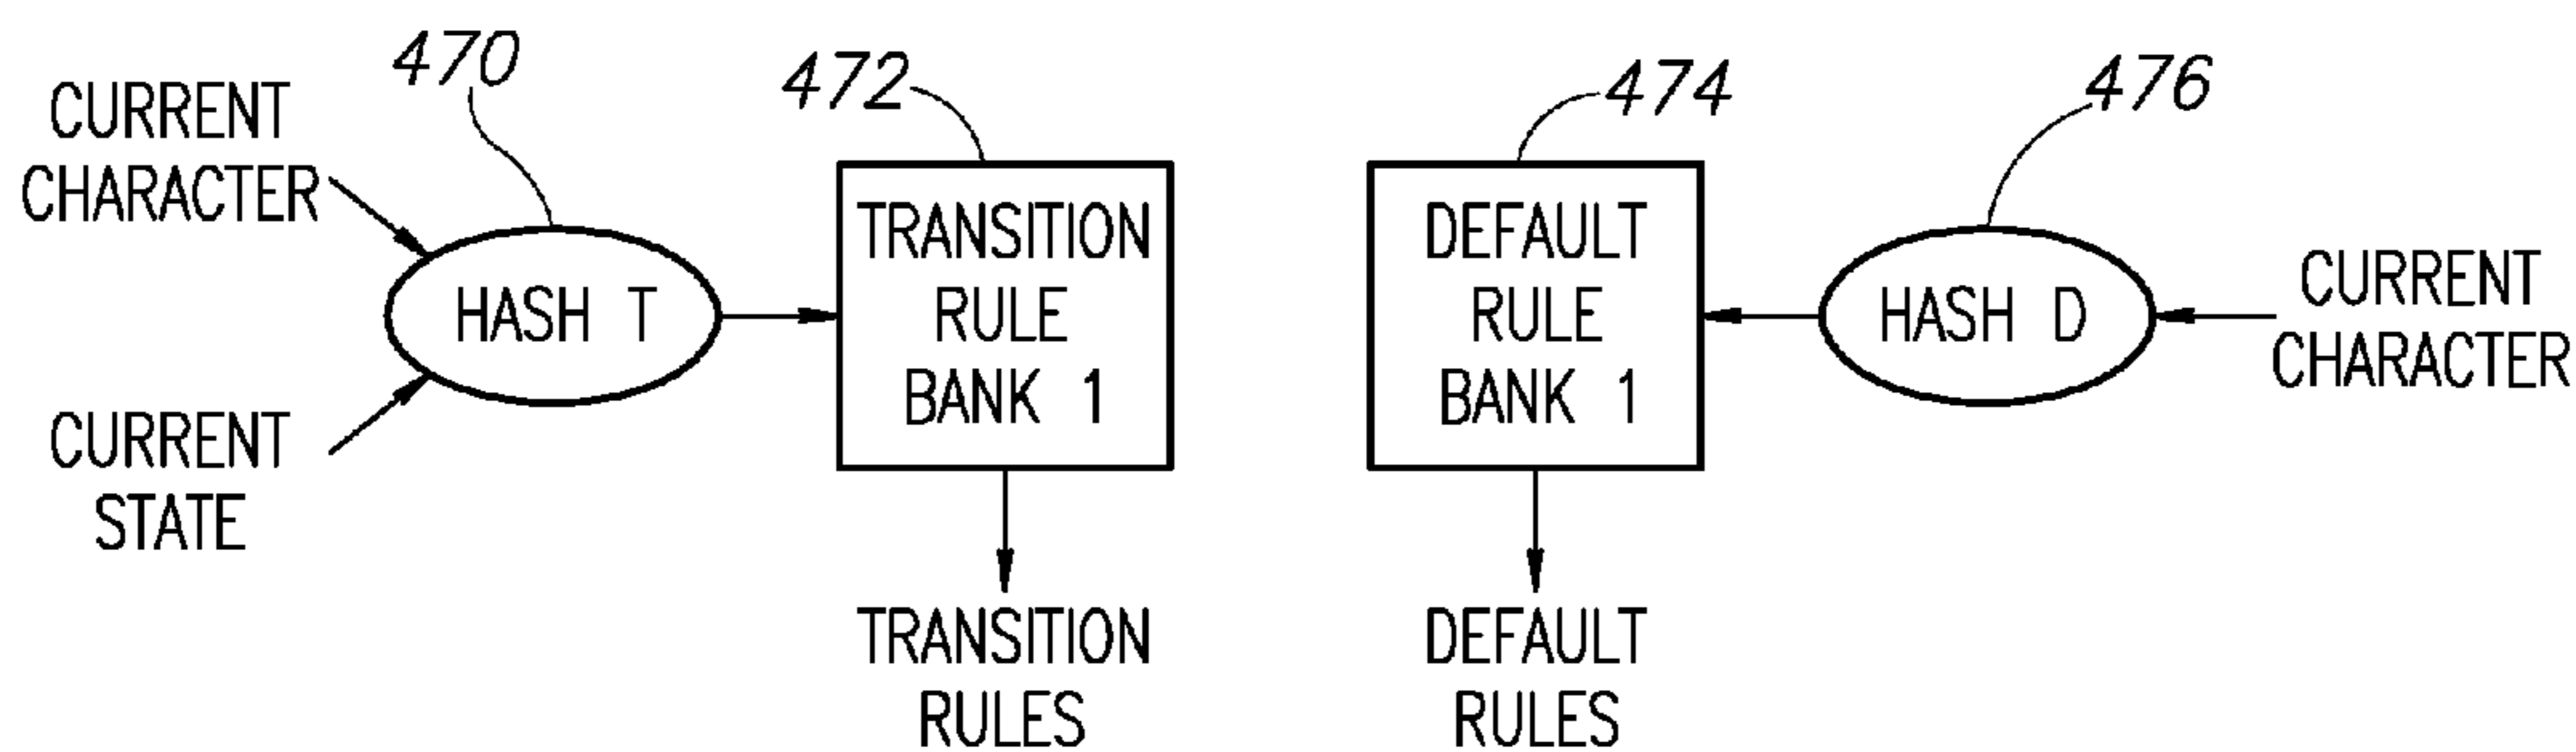 470
472
474
476
CURRENT
CHARACTER
HASH T
CURRENT
STATE
TRANSITION
RULE
BANK 1
TRANSITION
RULES
DEFAULT
RULE
BANK 1
DEFAULT
RULES
HASH D
CURRENT
CHARACTER